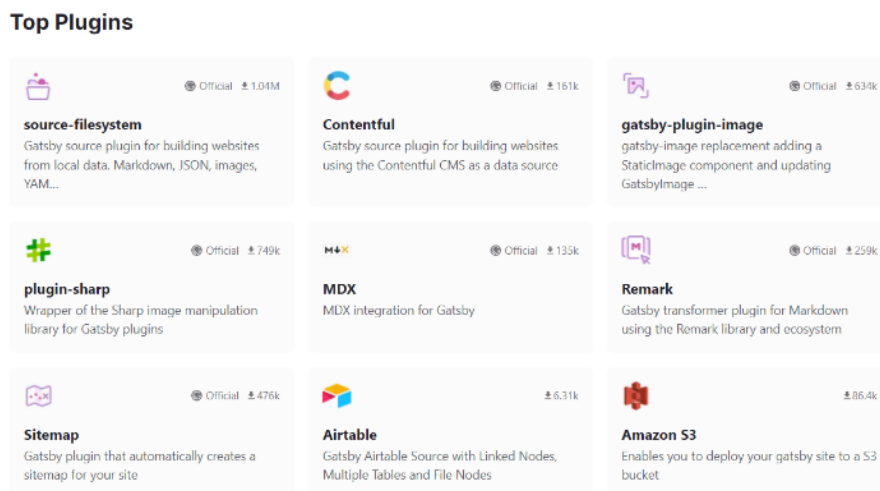 Top Plugins
Official 1.04M
source-filesystem
Gatsby source plugin for building websites
from local data. Markdown, JSON, images,
YAM...
Official 161k
Contentful
Gatsby source plugin for building websites
using the Contentful CMS as a data source
Official 634k
gatsby-plugin-image
gatsby-image replacement adding a
StaticImage component and updating
GatsbyImage ...
Official 749k
plugin-sharp
Wrapper of the Sharp image manipulation
library for Gatsby plugins
M↓X
Official 135k
MDX
MDX integration for Gatsby
M
Official 259k
Remark
Gatsby transformer plugin for Markdown
using the Remark library and ecosystem
Official 476k
Sitemap
Gatsby plugin that automatically creates a
sitemap for your site
6.31k
Airtable
Gatsby Airtable Source with Linked Nodes,
Multiple Tables and File Nodes
86.4k
Amazon S3
Enables you to deploy your gatsby site to a S3
bucket